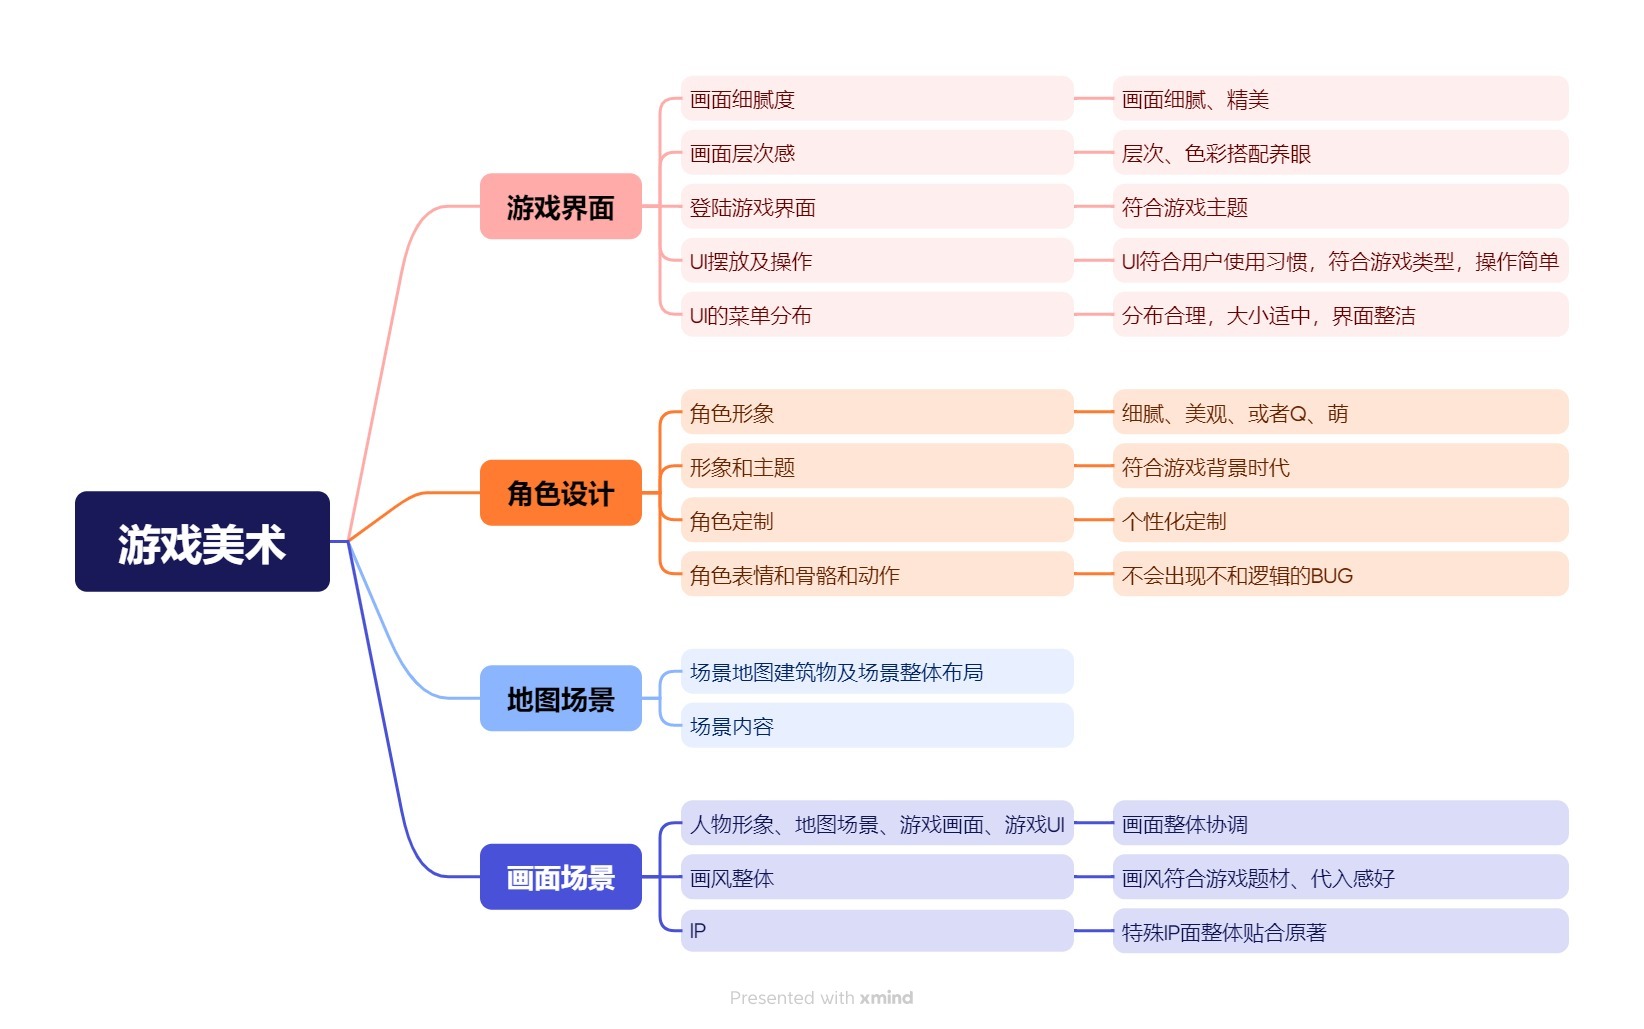 游戏美术
游戏界面
画面细腻度
画面细腻、精美
画面层次感
层次、色彩搭配养眼
登陆游戏界面
符合游戏主题
UI摆放及操作
UI符合用户使用习惯，符合游戏类型，操作简单
UI的菜单分布
分布合理，大小适中，界面整洁
角色设计
角色形象
细腻、美观、或者Q、萌
形象和主题
符合游戏背景时代
角色定制
个性化定制
角色表情和骨骼和动作
不会出现不和逻辑的BUG
地图场景
场景地图建筑物及场景整体布局
场景内容
画面场景
人物形象、地图场景、游戏画面、游戏UI
画面整体协调
画风整体
画风符合游戏题材、代入感好
IP
特殊IP面整体贴合原著
Presented with xmind